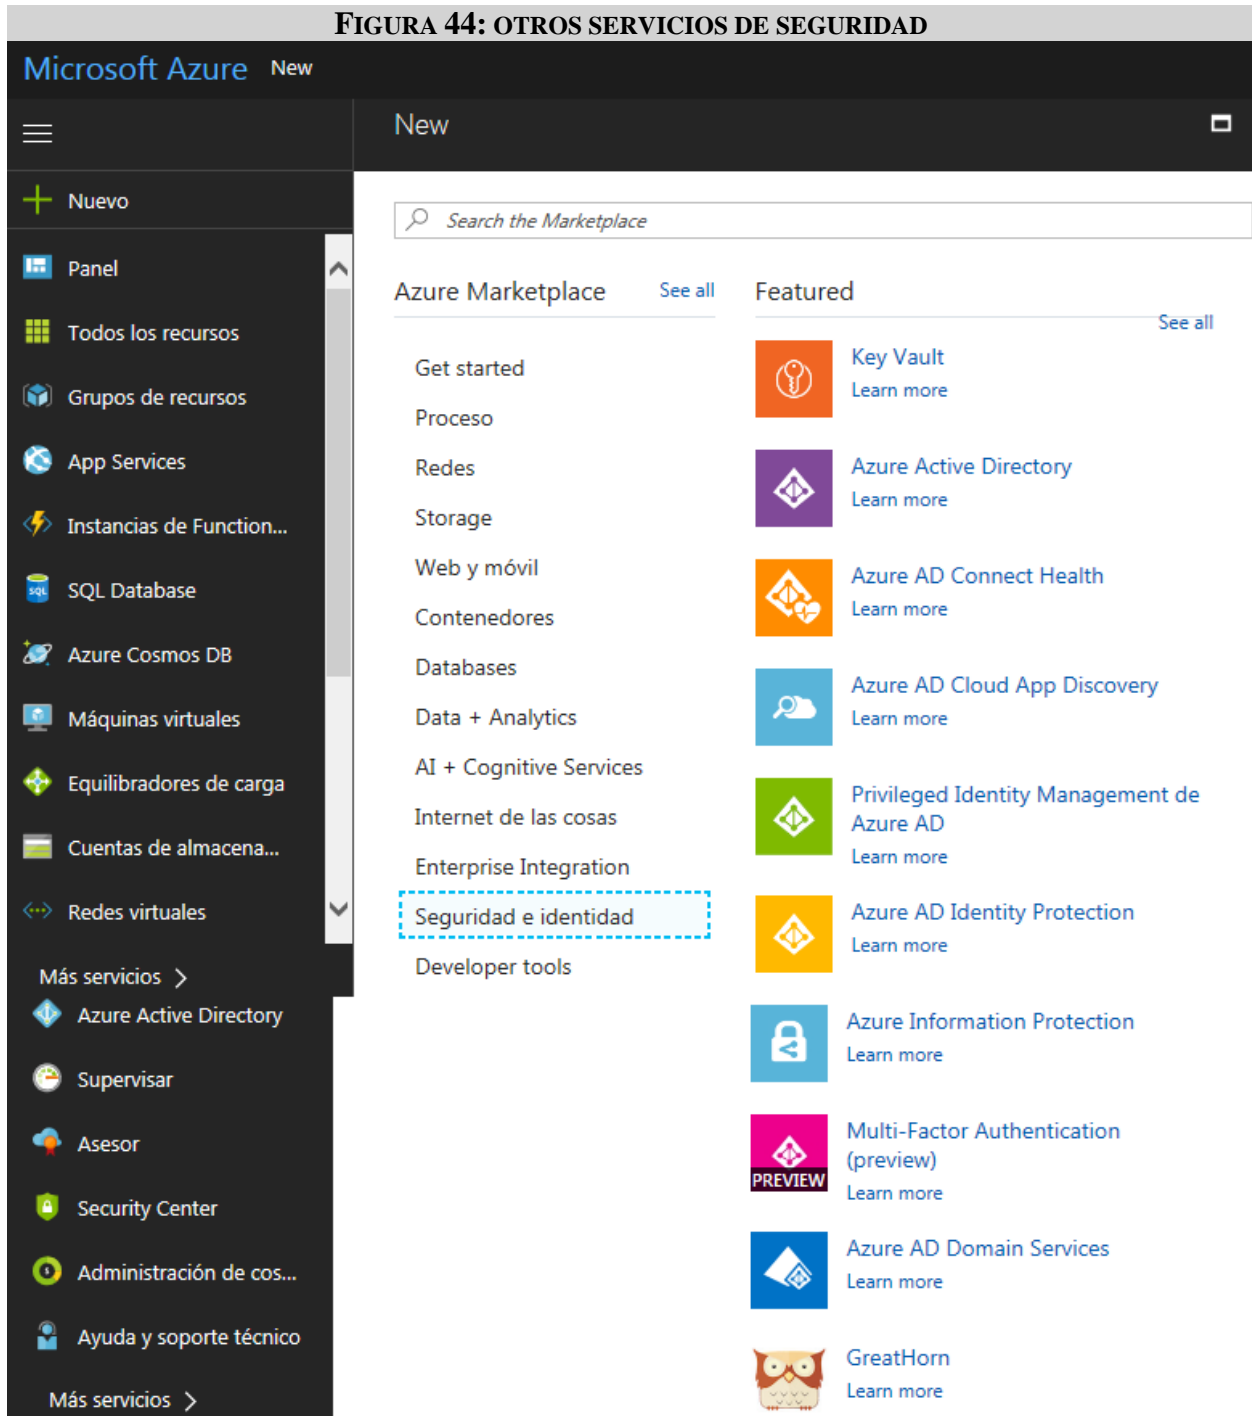 FIGURA 44: OTROS SERVICIOS DE SEGURIDAD
Microsoft Azure New
New
Nuevo
Panel
Todos los recursos
Grupos de recursos
App Services
Instancias de Function...
SQL Database
Azure Cosmos DB
Máquinas virtuales
Equilibradores de carga
Cuentas de almacena...
Redes virtuales
Más servicios >
Azure Active Directory
Supervisar
Asesor
Security Center
Administración de cos...
Ayuda y soporte técnico
Más servicios >
Search the Marketplace
Azure Marketplace See all
Get started
Proceso
Redes
Storage
Web y móvil
Contenedores
Databases
Data + Analytics
AI + Cognitive Services
Internet de las cosas
Enterprise Integration
Seguridad e identidad
Developer tools
Featured
See all
Key Vault
Learn more
Azure Active Directory
Learn more
Azure AD Connect Health
Learn more
Azure AD Cloud App Discovery
Learn more
Privileged Identity Management de
Azure AD
Learn more
Azure AD Identity Protection
Learn more
Azure Information Protection
Learn more
PREVIEW
Multi-Factor Authentication
(preview)
Learn more
Azure AD Domain Services
Learn more
GreatHorn
Learn more